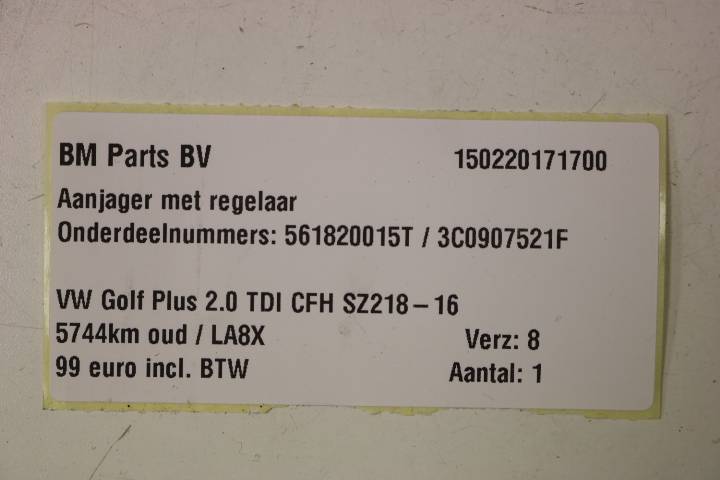 BM Parts BV 150220171700
Aanjager met regelaar
Onderdeelnummers: 561820015T / 3C0907521F
VW Golf Plus 2.0 TDI CFH SZ218-16
5744km oud / LA8X Verz: 8
99 euro incl. BTW Aantal: 1